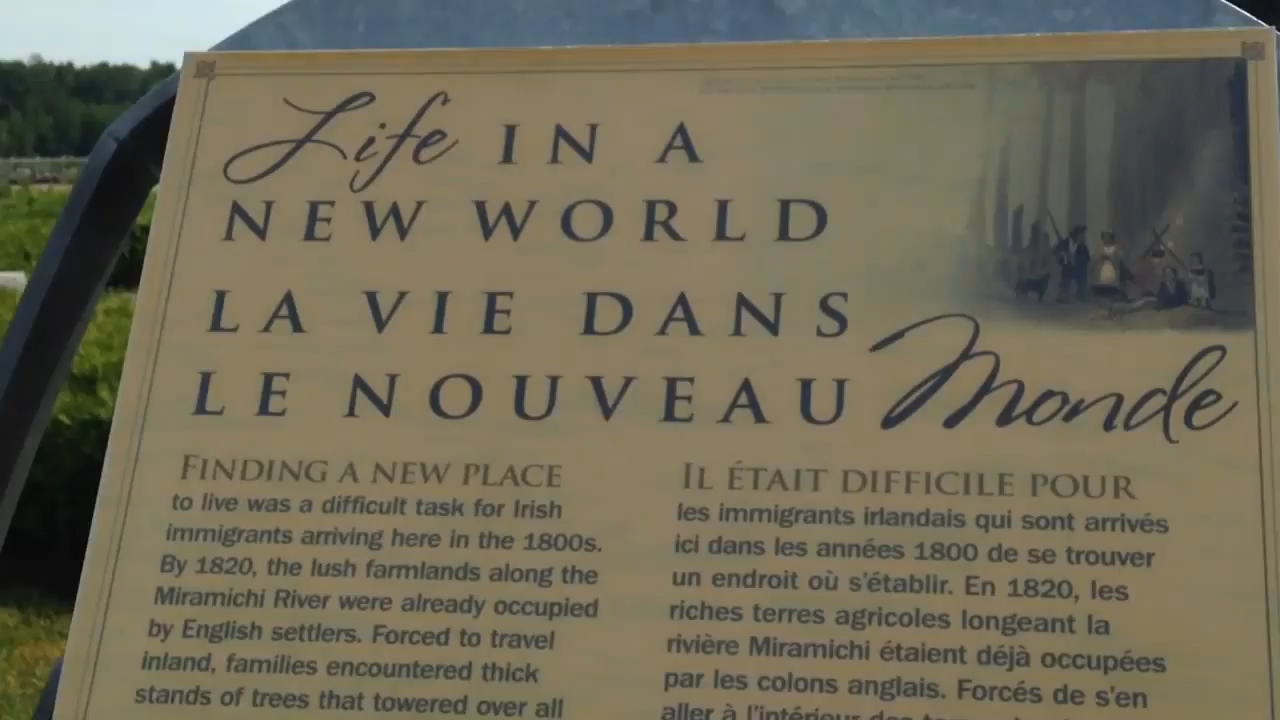 Life IN A
NEW WORLD
LA VIE DANS
LE NOUVEAU Monde
FINDING A NEW PLACE
to live was a difficult task for Irish
immigrants arriving here in the 1800s.
By 1820, the lush farmlands along the
Miramichi River were already occupied
by English settlers. Forced to travel
inland, families encountered thick
stands of trees that towered over all
IL ÉTAIT DIFFICILE POUR
les immigrants irlandais qui sont arrivés
ici dans les années 1800 de se trouver
un endroit où s'établir. En 1820, les
riches terres agricoles longeant la
rivière Miramichi étaient déjà occupées
par les colons anglais. Forcés de s'en
aller à l'intérieur des